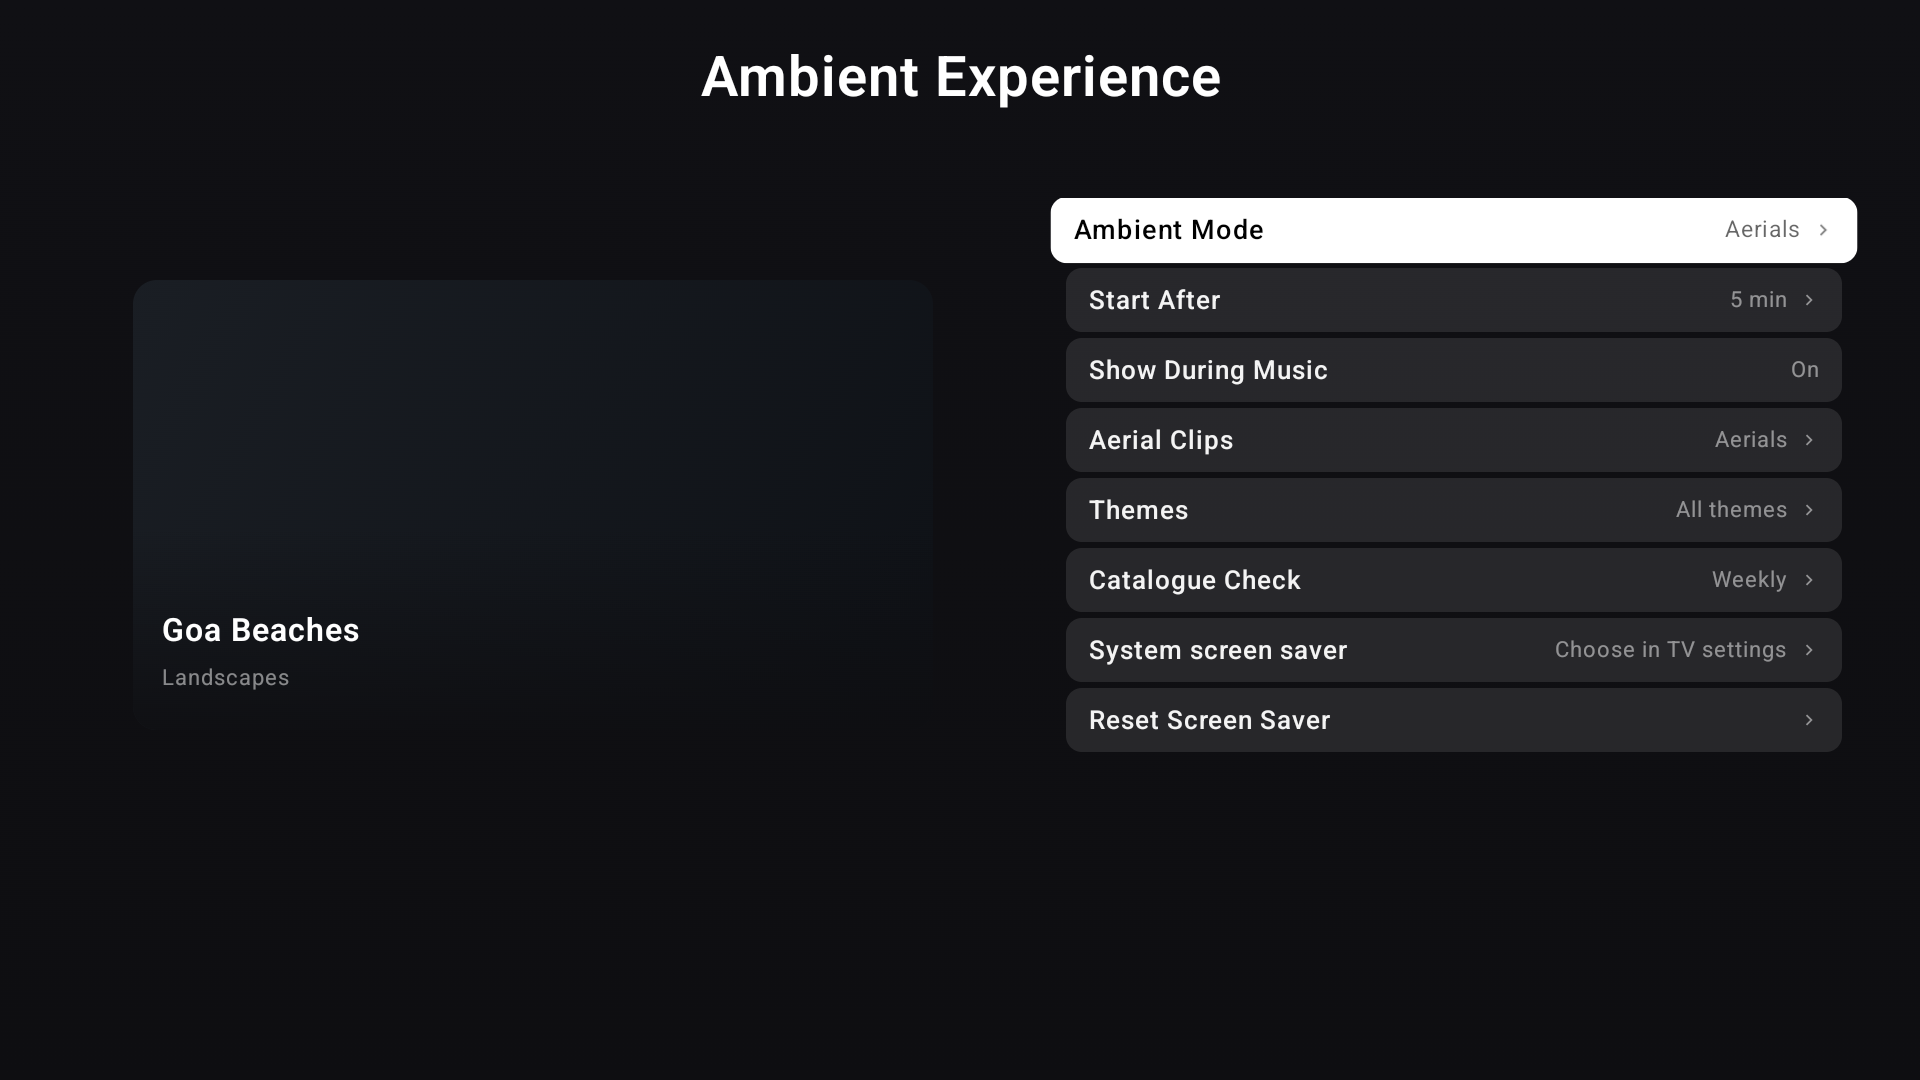 Ambient Experience
Ambient Mode Aerials
Start After 5 min
Show During Music On
Aerial Clips Aerials
Themes All themes
Catalogue Check Weekly
System screen saver Choose in TV settings
Reset Screen Saver
Goa Beaches
Landscapes